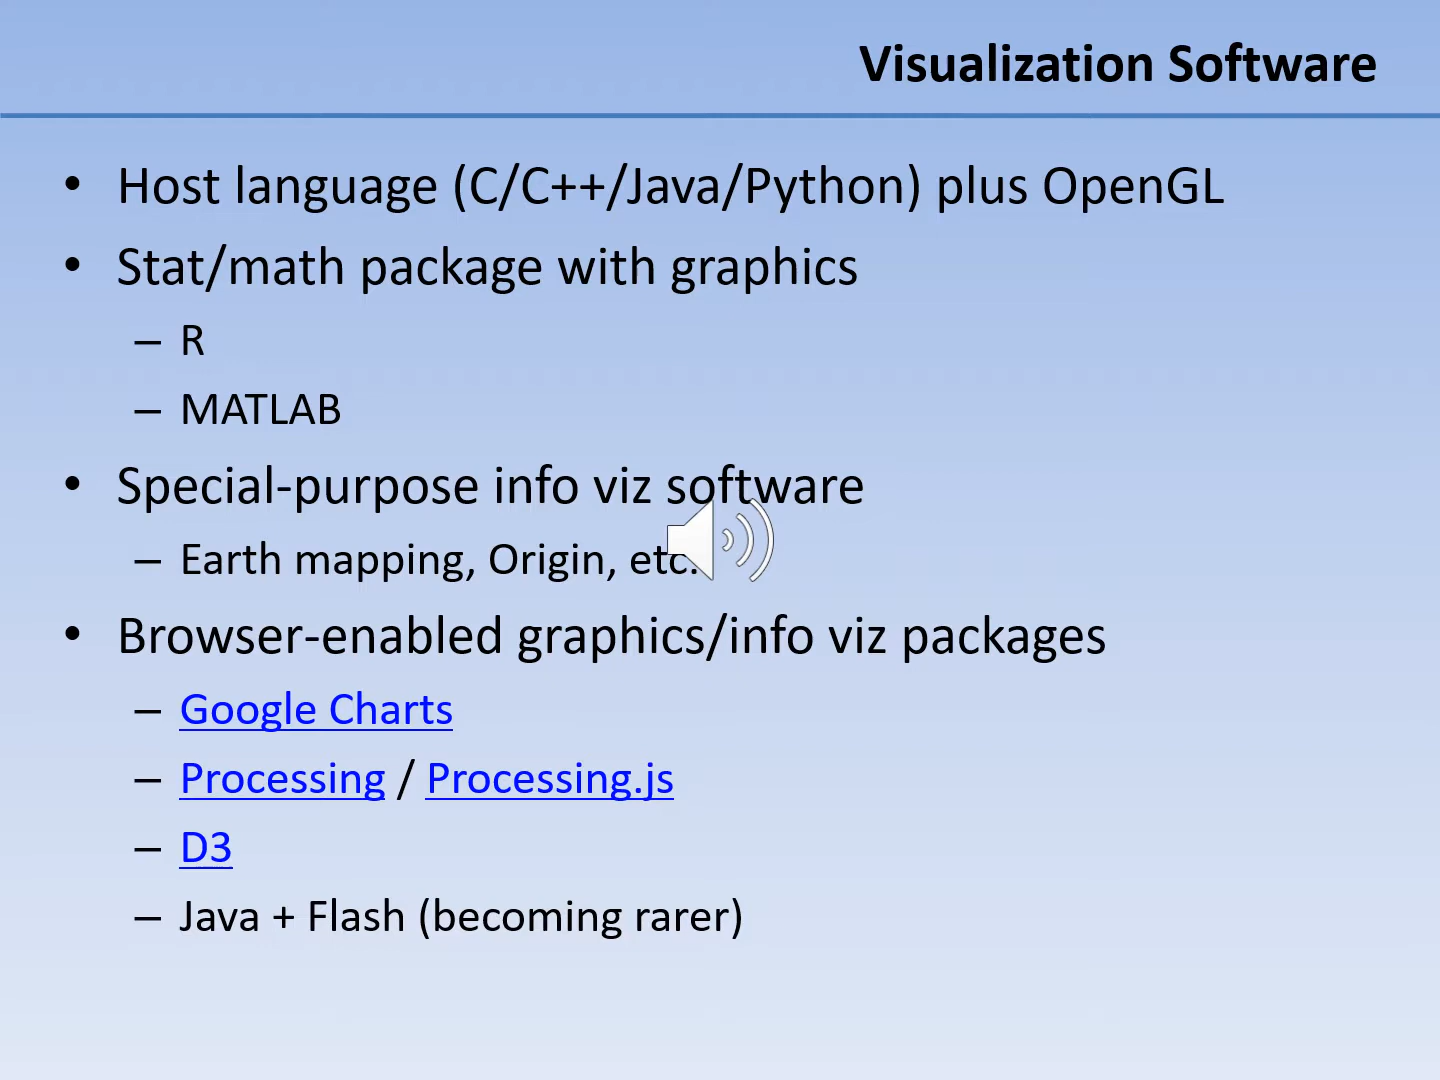 Visualization Software
• Host language (C/C++/Java/Python) plus OpenGL
• Stat/math package with graphics
– R
– MATLAB
• Special-purpose info viz software
– Earth mapping, Origin, etc.
• Browser-enabled graphics/info viz packages
– Google Charts
– Processing / Processing.js
– D3
– Java + Flash (becoming rarer)